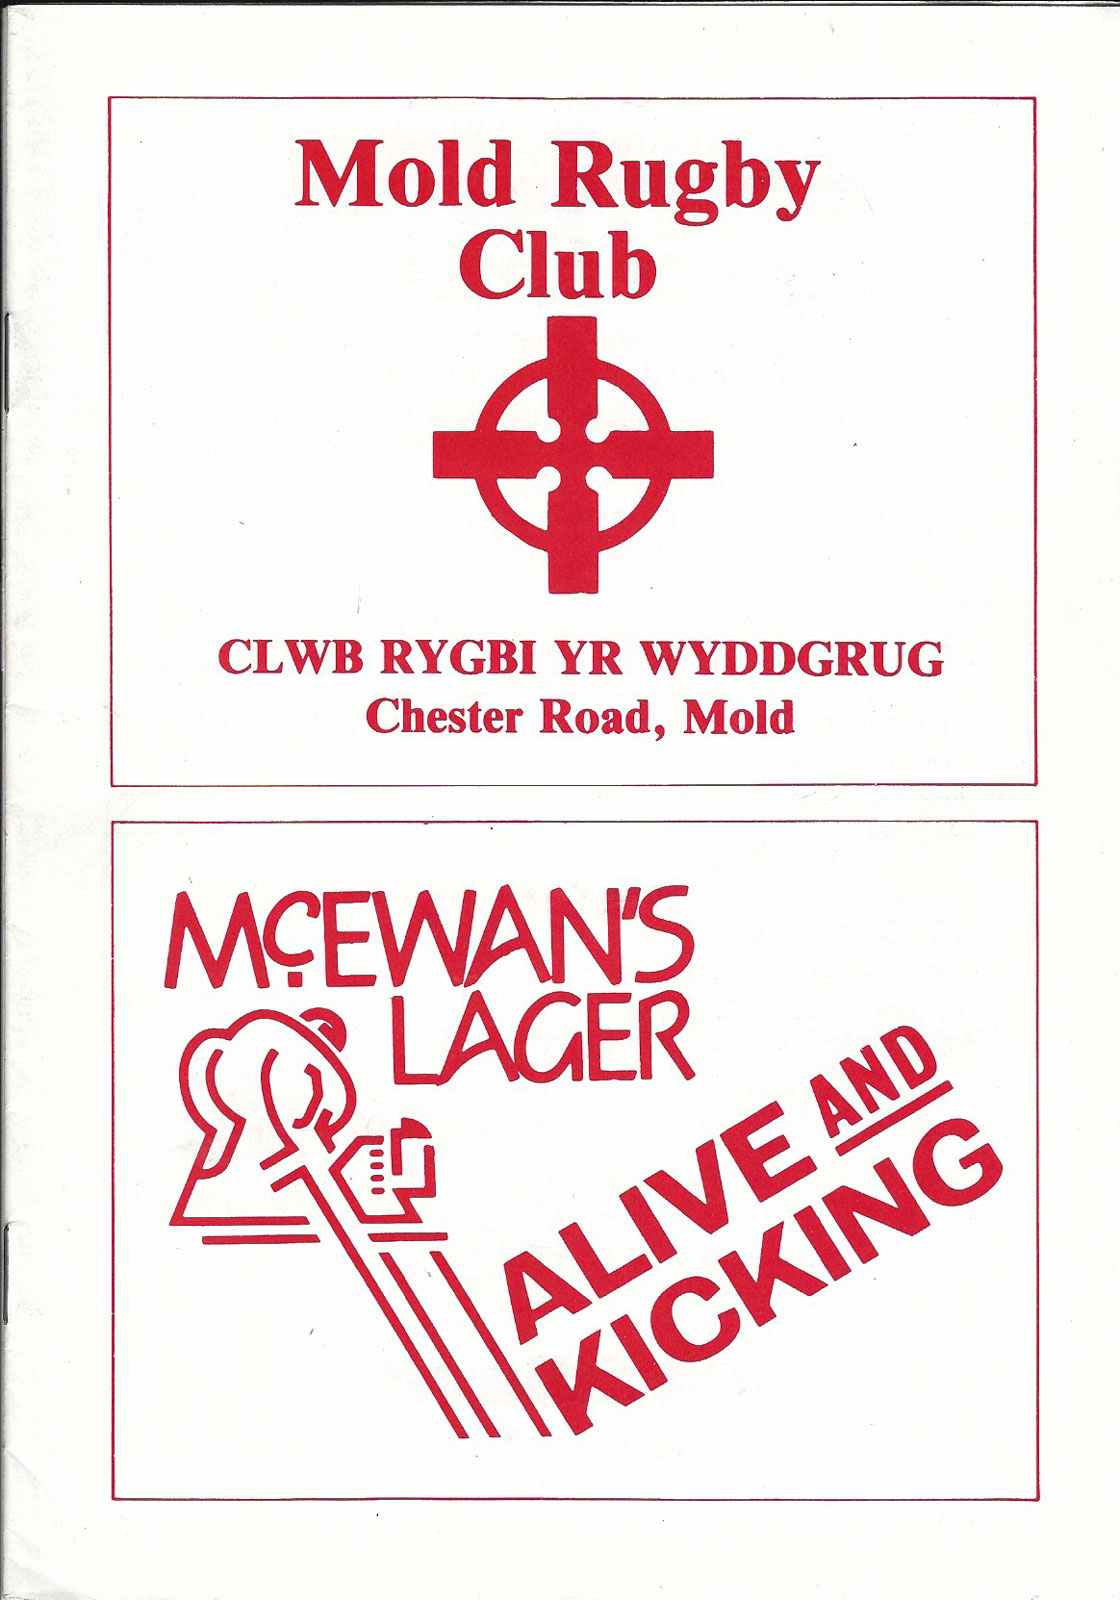 Mold Rugby
Club
CLWB RYGBI YR WYDDGRUG
Chester Road, Mold
McEWAN'S
LAGER
ALIVE AND
KICKING